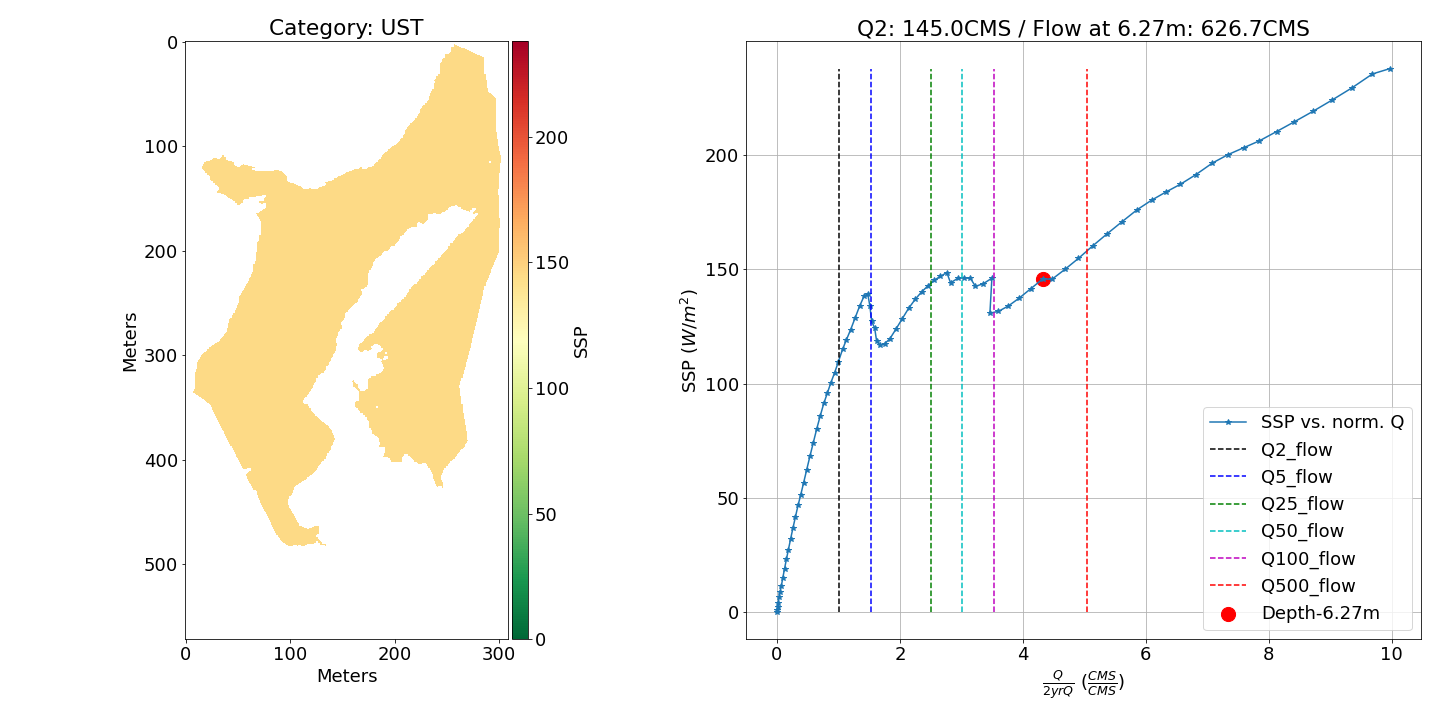 Category: UST
0
100
200
300
400
500
Meters
0
100
200
300
Meters
200
150
100
50
0
SSP
Q2: 145.0CMS / Flow at 6.27m: 626.7CMS
200
150
100
50
0
SSP (W/m²)
0
2
4
6
8
10
Q/2yrQ (CMS/CMS)
SSP vs. norm. Q
Q2_flow
Q5_flow
Q25_flow
Q50_flow
Q100_flow
Q500_flow
Depth-6.27m